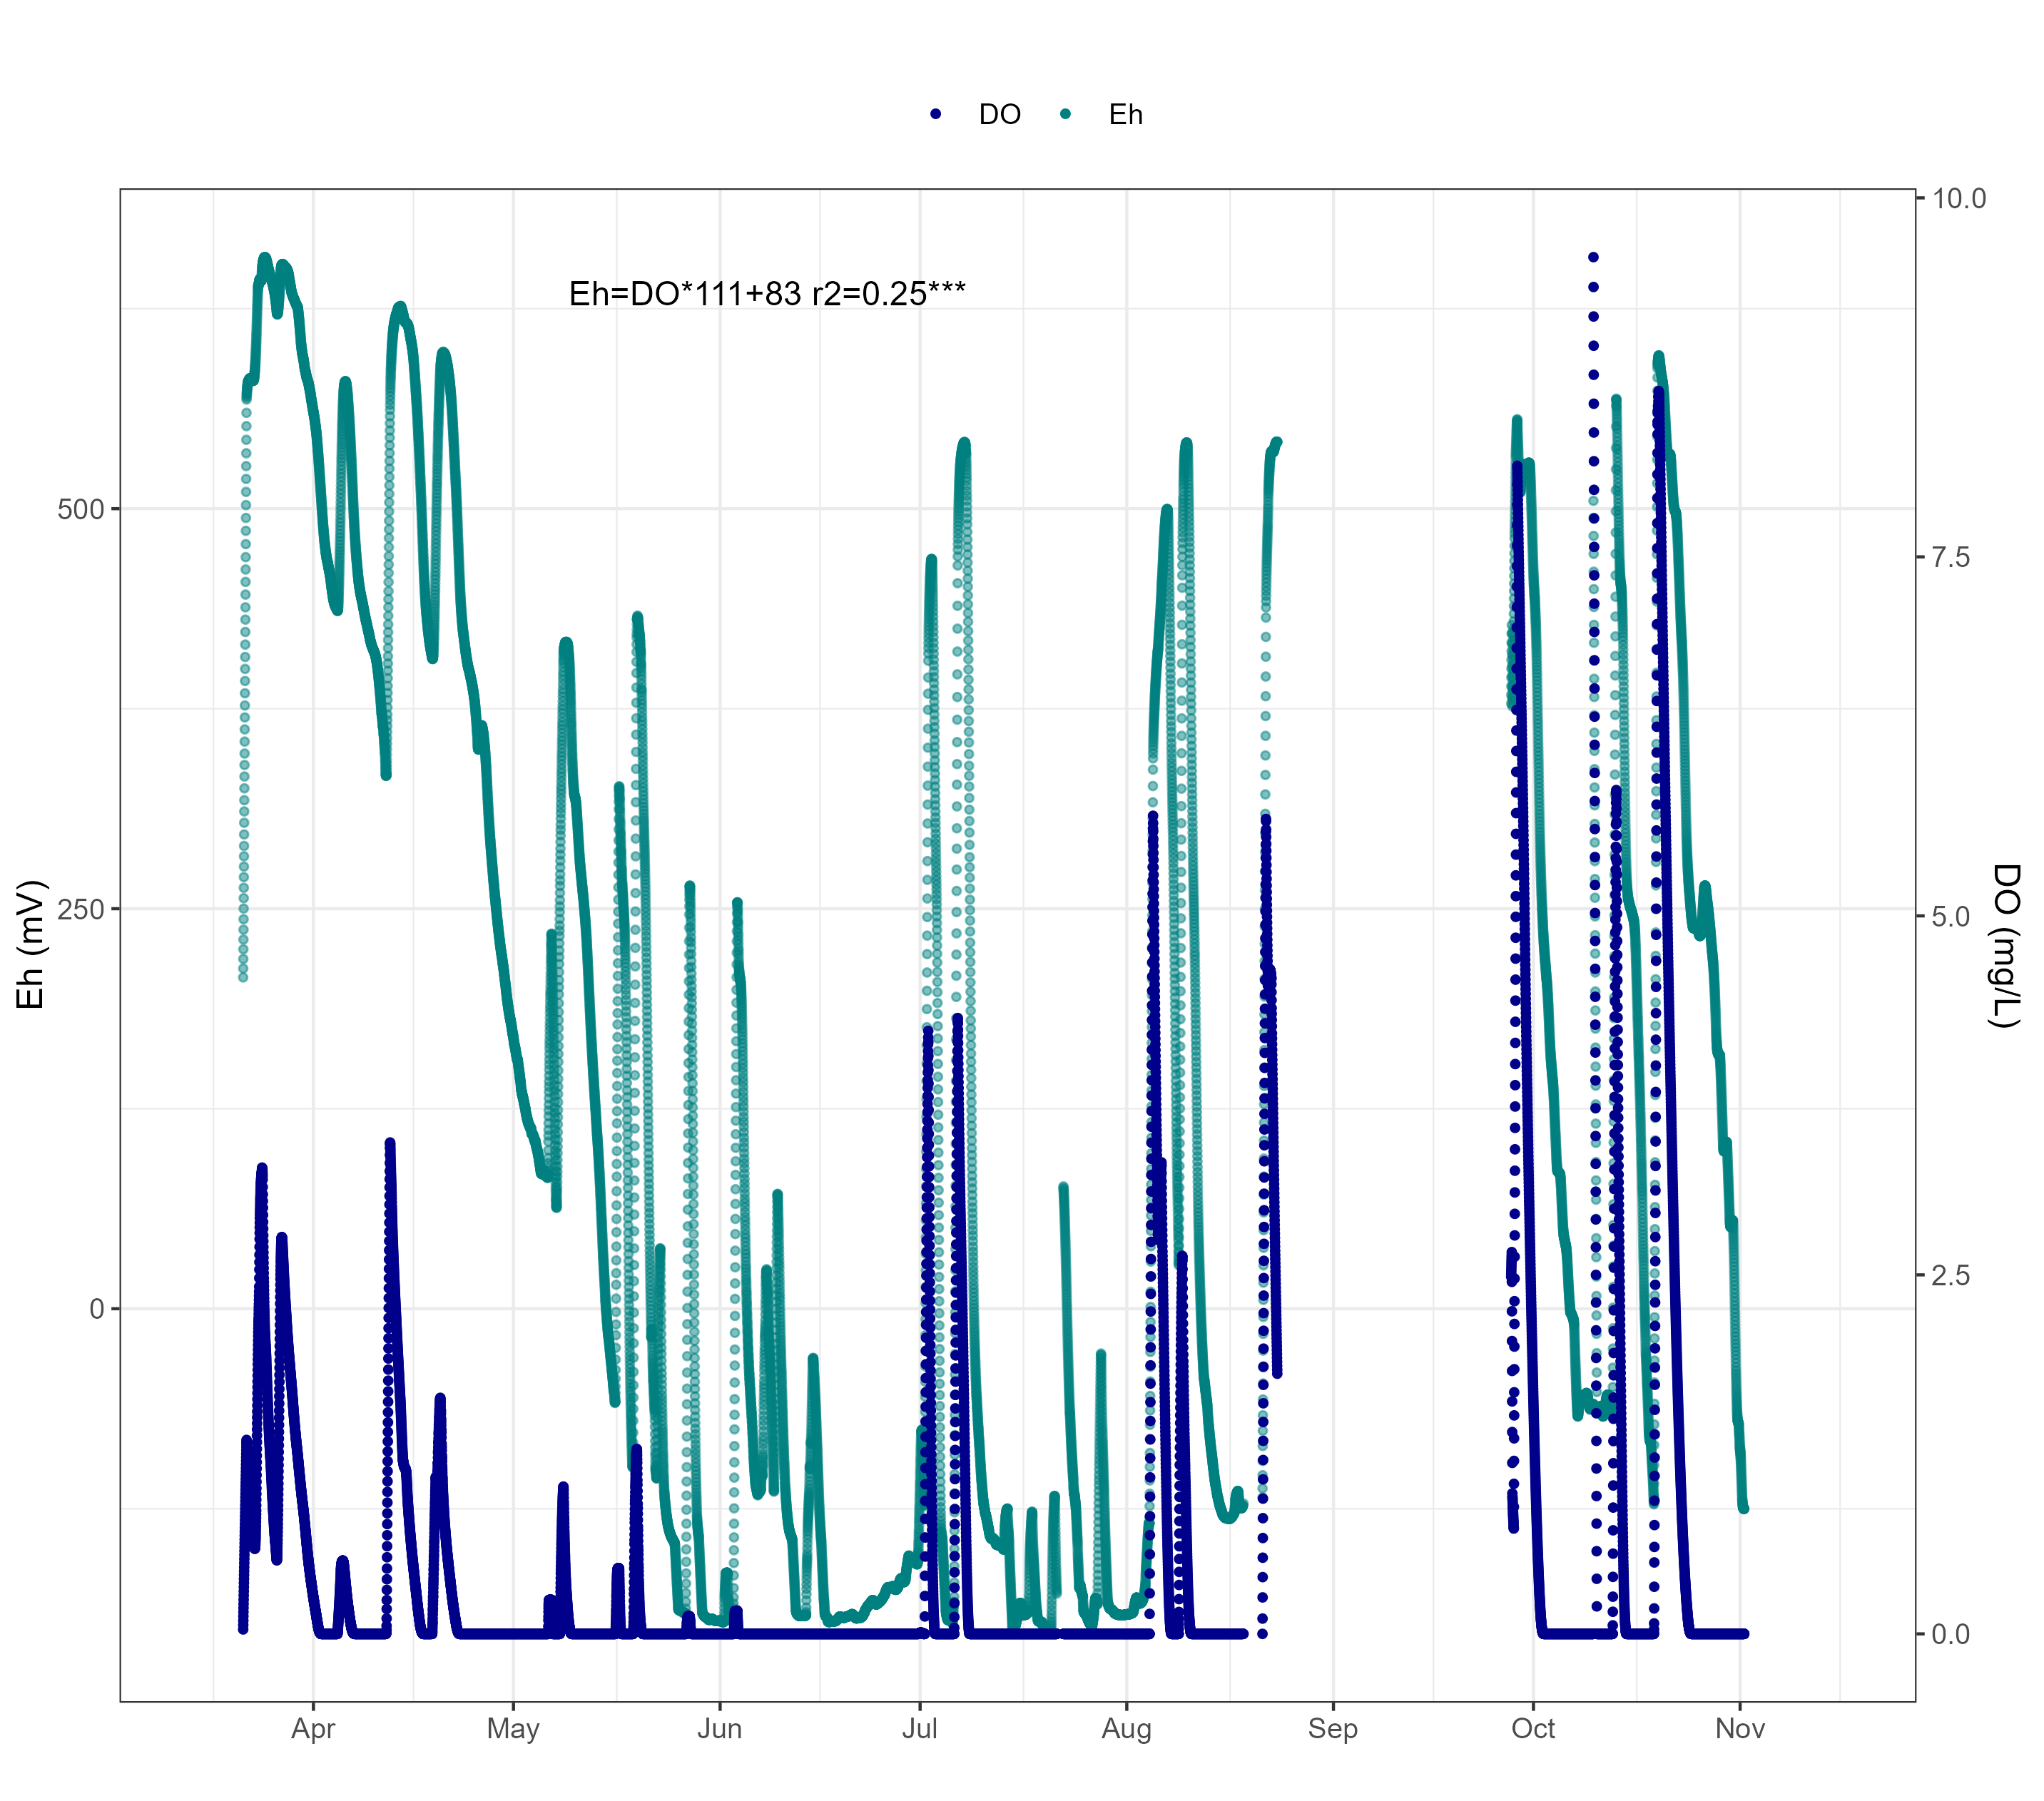 DO Eh
Eh=DO*111+83 r2=0.25***
Eh (mV)
500
250
0
10.0
7.5
5.0
2.5
0.0
DO (mg/L)
Apr May Jun Jul Aug Sep Oct Nov